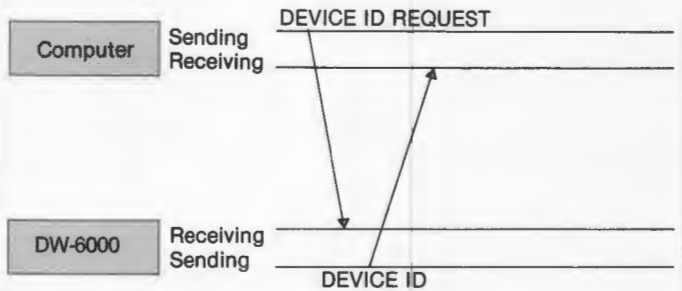 DEVICE ID REQUEST
Computer
Sending
Receiving
DW-6000
Receiving
Sending
DEVICE ID